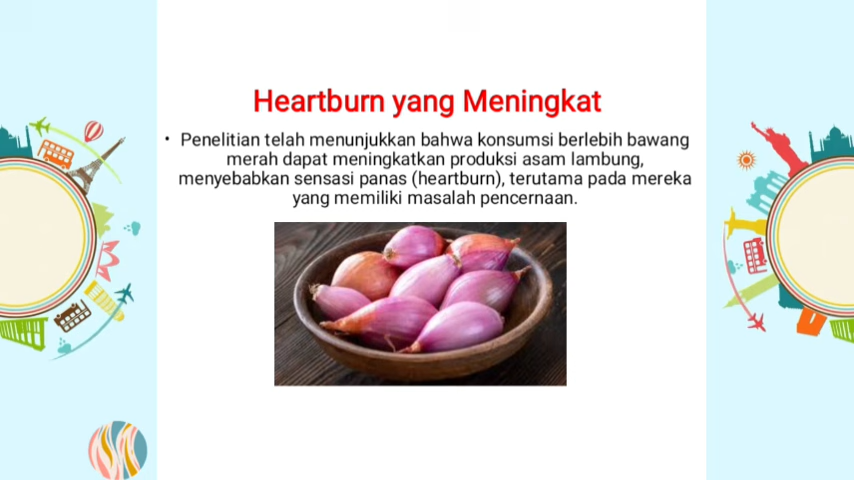 Heartburn yang Meningkat
• Penelitian telah menunjukkan bahwa konsumsi berlebih bawang
merah dapat meningkatkan produksi asam lambung,
menyebabkan sensasi panas (heartburn), terutama pada mereka
yang memiliki masalah pencernaan.